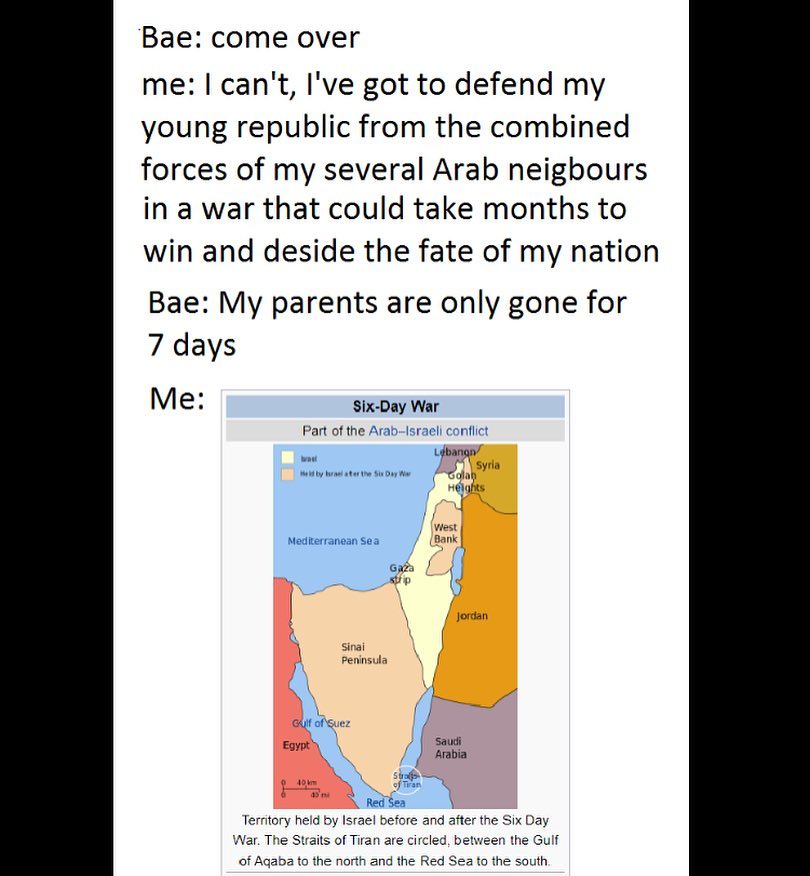 Bae: come over
me: I can't, I've got to defend my
young republic from the combined
forces of my several Arab neigbours
in a war that could take months to
win and deside the fate of my nation
Bae: My parents are only gone for
7 days
Me:
Six-Day War
Part of the Arab–Israeli conflict
Israel
Held by Israel after the Six Day War
Lebanon
Syria
Golan
Heights
West
Bank
Mediterranean Sea
Gaza
strip
Jordan
Sinai
Peninsula
Gulf of Suez
Egypt
Saudi
Arabia
Straits
of Tiran
0 40 km
0 40 mi
Red Sea
Territory held by Israel before and after the Six Day
War. The Straits of Tiran are circled, between the Gulf
of Aqaba to the north and the Red Sea to the south.